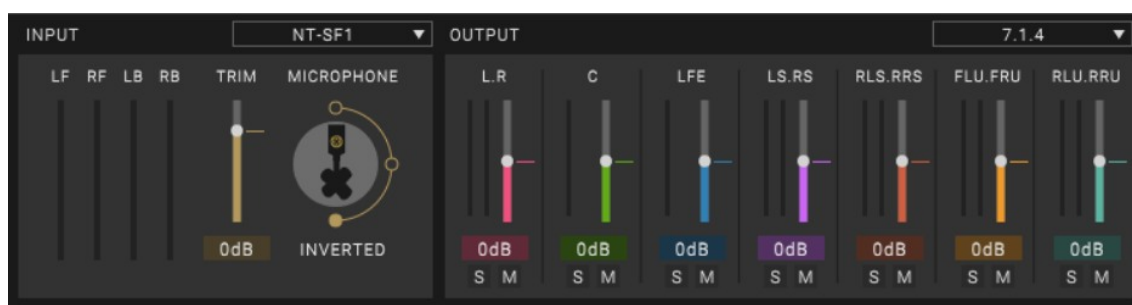 INPUT NT-SF1 OUTPUT 7.1.4
LF RF LB RB TRIM MICROPHONE L.R C LFE LS.RS RLS.RRS FLU.FRU RLU.RRU
0dB INVERTED 0dB 0dB 0dB 0dB 0dB 0dB 0dB
S M S M S M S M S M S M S M